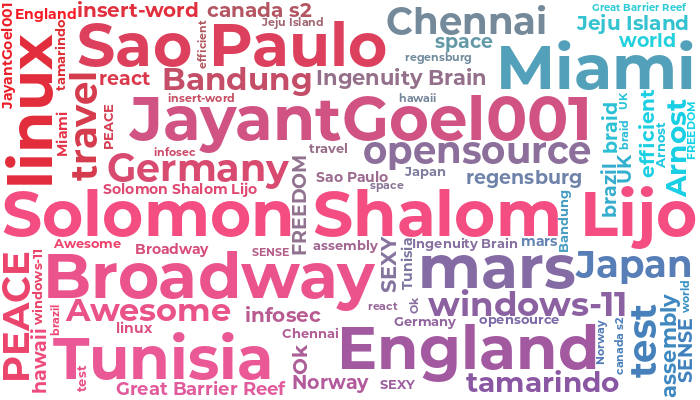 JayantGoel001
England
insert-word
canada s2
Jeju Island
Great Barrier Reef
Chennai
Jeju Island
linux
tamarindo
Sao Paulo
efficient
space
world
regensburg
Miami
react
Bandung
Ingenuity Brain
travel
Miami
PEACE
insert-word
hawaii
JayantGoel001
brazil
braid
UK
UK
braid
efficient
Arnost
Arnost
FREEDOM
infosec
travel
opensource
Germany
FREEDOM
Sao Paulo
Japan
space
regensburg
Solomon Shalom Lijo
Solomon Shalom Lijo
Bandung
Awesome
Broadway
SENSE
assembly
SEXY
Tunisia
Ingenuity Brain
mars
PEACE
windows-11
Broadway
mars
Japan
hawaii
brazil
Awesome
infosec
react
Ok
windows-11
linux
Chennai
Germany
opensource
Norway
canada s2
test
assembly
SENSE
world
test
Tunisia
Ok
England
Great Barrier Reef
Norway
SEXY
tamarindo